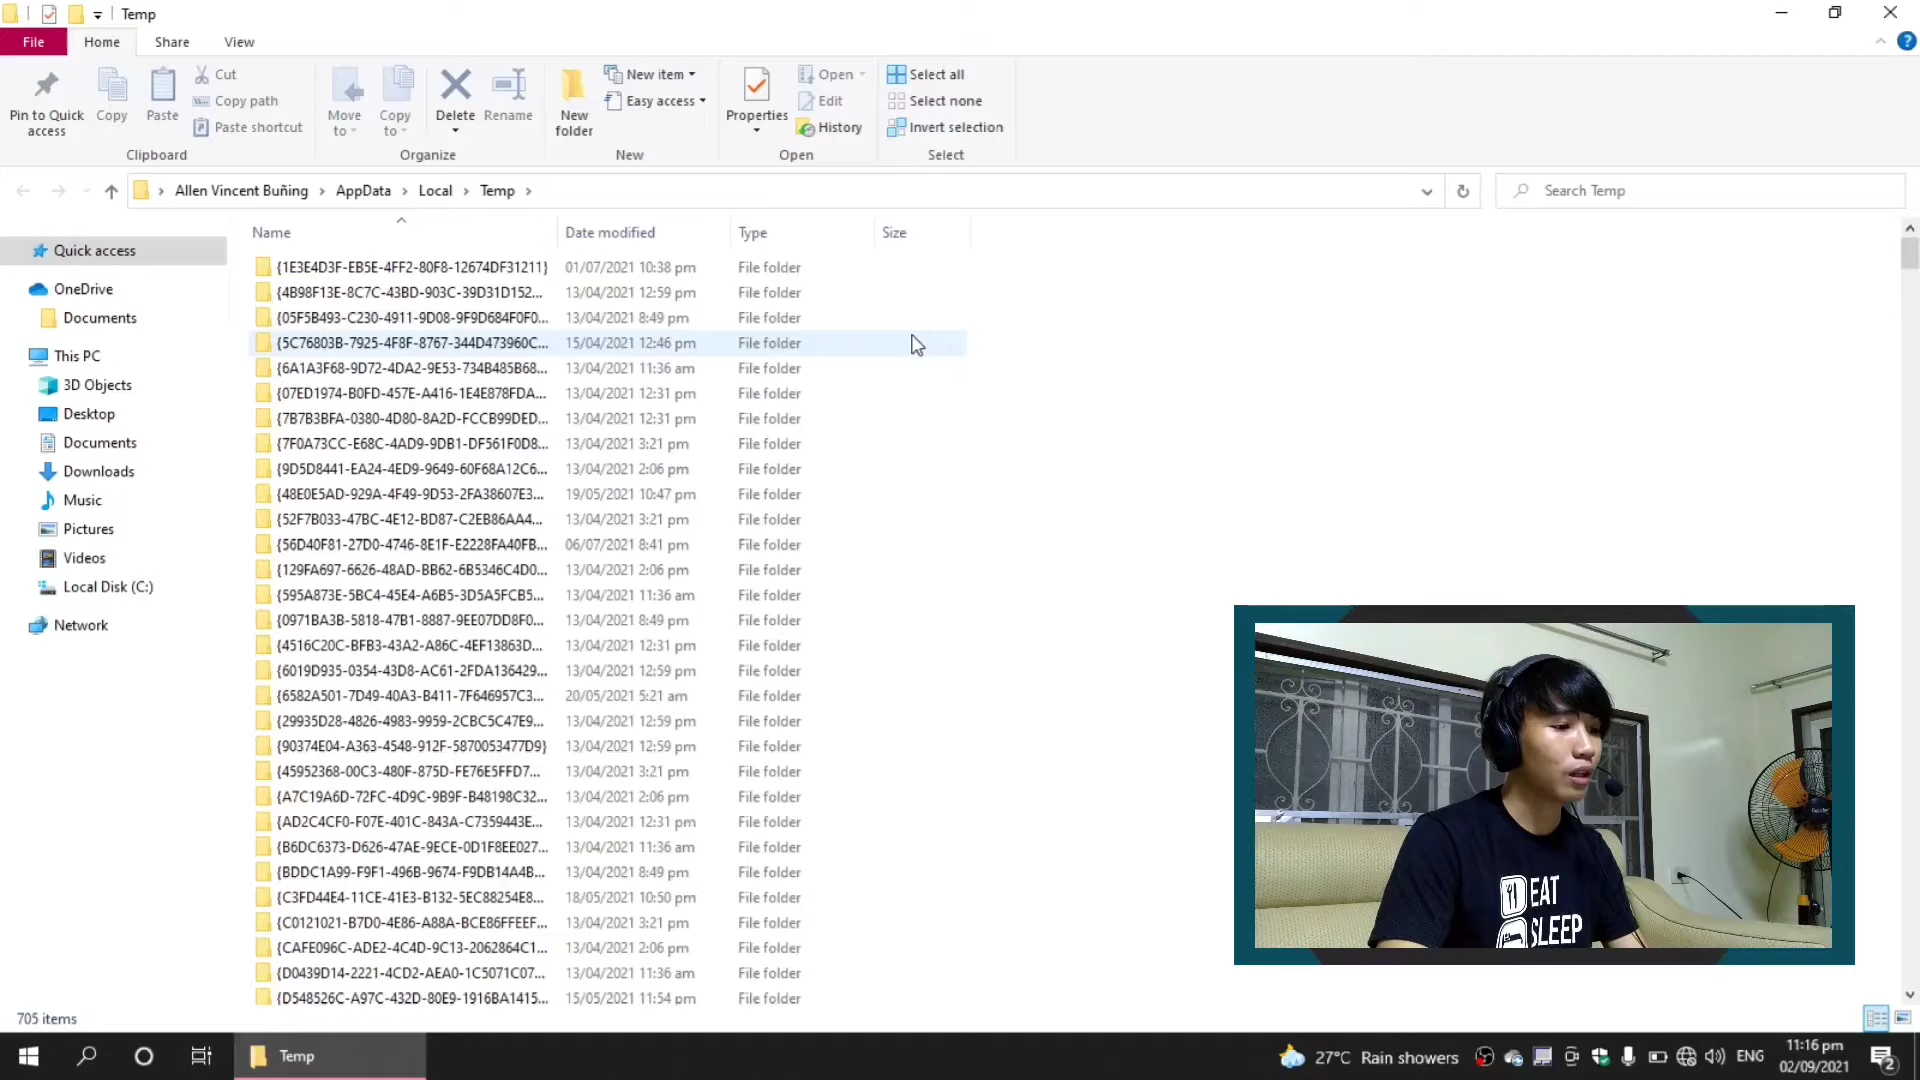 Temp
File
Home
Share
View
Pin to Quick access
Copy
Paste
Cut
Copy path
Paste shortcut
Clipboard
Move to
Copy to
Delete
Rename
Organize
New folder
New item
Easy access
New
Properties
Open
Edit
History
Open
Select all
Select none
Invert selection
Select
Allen Vincent Buñing > AppData > Local > Temp >
Search Temp
Quick access
OneDrive
Documents
This PC
3D Objects
Desktop
Documents
Downloads
Music
Pictures
Videos
Local Disk (C:)
Network
Name Date modified Type Size
{1E3E4D3F-EB5E-4FF2-80F8-12674DF31211} 01/07/2021 10:38 pm File folder
{4B98F13E-8C7C-43BD-903C-39D31D152... 13/04/2021 12:59 pm File folder
{05F5B493-C230-4911-9D08-9F9D684F0F0... 13/04/2021 8:49 pm File folder
{5C76803B-7925-4F8F-8767-344D473960C... 15/04/2021 12:46 pm File folder
{6A1A3F68-9D72-4DA2-9E53-734B485B68... 13/04/2021 11:36 am File folder
{07ED1974-B0FD-457E-A416-1E4E878FDA... 13/04/2021 12:31 pm File folder
{7B7B3BFA-0380-4D80-8A2D-FCCB99DED... 13/04/2021 12:31 pm File folder
{7F0A73CC-E68C-4AD9-9DB1-DF561F0D8... 13/04/2021 3:21 pm File folder
{9D5D8441-EA24-4ED9-9649-60F68A12C6... 13/04/2021 2:06 pm File folder
{48E0E5AD-929A-4F49-9D53-2FA38607E3... 19/05/2021 10:47 pm File folder
{52F7B033-47BC-4E12-BD87-C2EB86AA4... 13/04/2021 3:21 pm File folder
{56D40F81-27D0-4746-8E1F-E2228FA40FB... 06/07/2021 8:41 pm File folder
{129FA697-6626-48AD-BB62-6B5346C4D0... 13/04/2021 2:06 pm File folder
{595A873E-5BC4-45E4-A6B5-3D5A5FCB5... 13/04/2021 11:36 am File folder
{0971BA3B-5818-47B1-8887-9EE07DD8F0... 13/04/2021 8:49 pm File folder
{4516C20C-BFB3-43A2-A86C-4EF13863D... 13/04/2021 12:31 pm File folder
{6019D935-0354-43D8-AC61-2FDA136429... 13/04/2021 12:59 pm File folder
{6582A501-7D49-40A3-B411-7F646957C3... 20/05/2021 5:21 am File folder
{29935D28-4826-4983-9959-2CBC5C47E9... 13/04/2021 12:59 pm File folder
{90374E04-A363-4548-912F-5870053477D9} 13/04/2021 12:59 pm File folder
{45952368-00C3-480F-875D-FE76E5FFD7... 13/04/2021 3:21 pm File folder
{A7C19A6D-72FC-4D9C-9B9F-B48198C32... 13/04/2021 2:06 pm File folder
{AD2C4CF0-F07E-401C-843A-C7359443E... 13/04/2021 12:31 pm File folder
{B6DC6373-D626-47AE-9ECE-0D1F8EE027... 13/04/2021 11:36 am File folder
{BDDC1A99-F9F1-496B-9674-F9DB14A4B... 13/04/2021 8:49 pm File folder
{C3FD44E4-11CE-41E3-B132-5EC88254E8... 18/05/2021 10:50 pm File folder
{C0121021-B7D0-4E86-A88A-BCE86FFEEF... 13/04/2021 3:21 pm File folder
{CAFE096C-ADE2-4C4D-9C13-2062864C1... 13/04/2021 2:06 pm File folder
{D0439D14-2221-4CD2-AEA0-1C5071C07... 13/04/2021 11:36 am File folder
{D548526C-A97C-432D-80E9-1916BA1415... 15/05/2021 11:54 pm File folder
EAT
SLEEP
705 items
Temp
27°C Rain showers
ENG
11:16 pm
02/09/2021
2